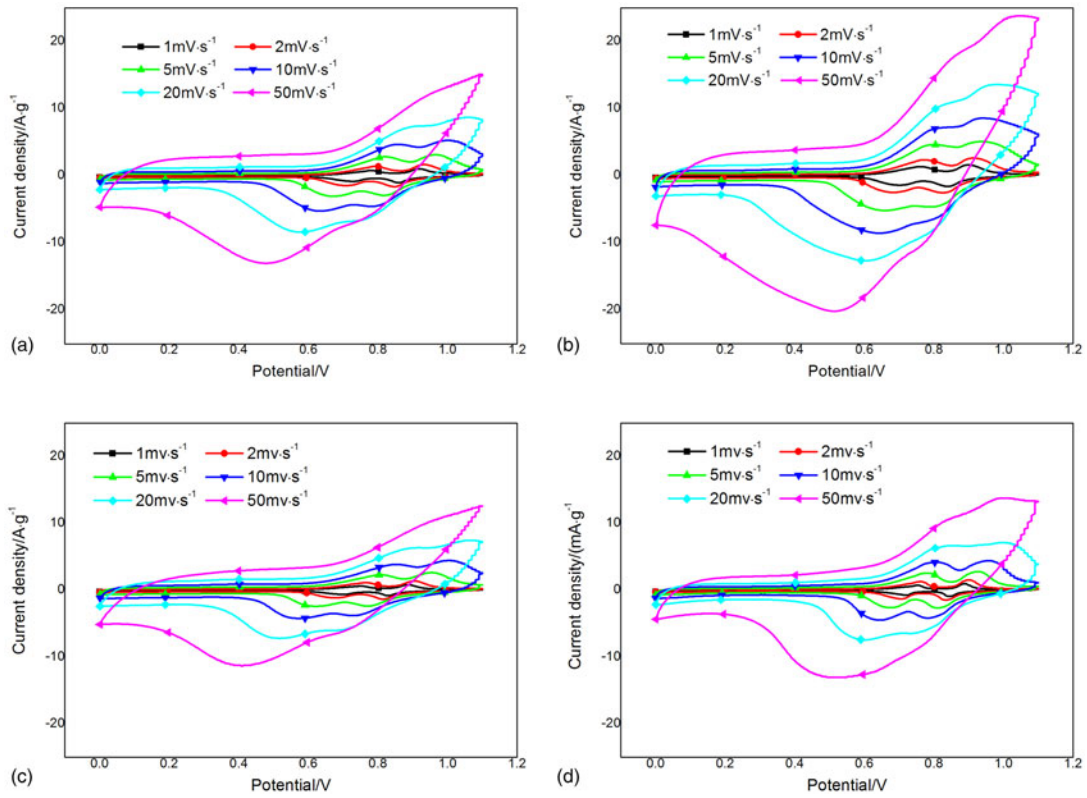 20
10
0
-10
-20
Current density/A·g⁻¹
1mV·s⁻¹ 2mV·s⁻¹
5mV·s⁻¹ 10mV·s⁻¹
20mV·s⁻¹ 50mV·s⁻¹
0.0 0.2 0.4 0.6 0.8 1.0 1.2
Potential/V
(a)
20
10
0
-10
-20
Current density/A·g⁻¹
1mV·s⁻¹ 2mV·s⁻¹
5mV·s⁻¹ 10mV·s⁻¹
20mV·s⁻¹ 50mV·s⁻¹
0.0 0.2 0.4 0.6 0.8 1.0 1.2
Potential/V
(b)
20
10
0
-10
-20
Current density/A·g⁻¹
1mv·s⁻¹ 2mv·s⁻¹
5mv·s⁻¹ 10mv·s⁻¹
20mv·s⁻¹ 50mv·s⁻¹
0.0 0.2 0.4 0.6 0.8 1.0 1.2
Potential/V
(c)
20
10
0
-10
-20
Current density/(mA·g⁻¹
1mv·s⁻¹ 2mv·s⁻¹
5mv·s⁻¹ 10mv·s⁻¹
20mv·s⁻¹ 50mv·s⁻¹
0.0 0.2 0.4 0.6 0.8 1.0 1.2
Potential/V
(d)